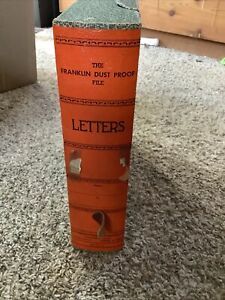 THE
FRANKLIN DUST PROOF
FILE
LETTERS